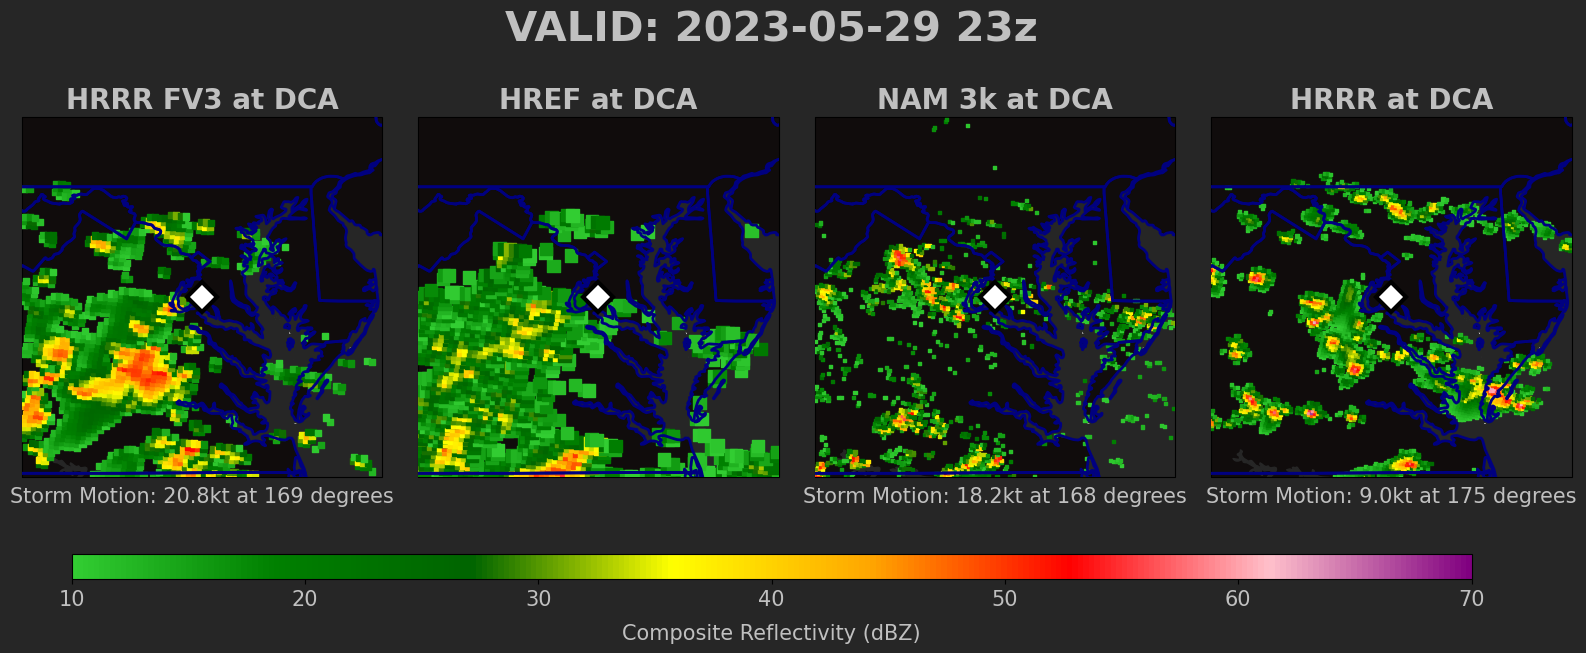 VALID: 2023-05-29 23z
HRRR FV3 at DCA
HREF at DCA
NAM 3k at DCA
HRRR at DCA
Storm Motion: 20.8kt at 169 degrees
Storm Motion: 18.2kt at 168 degrees
Storm Motion: 9.0kt at 175 degrees
10 20 30 40 50 60 70
Composite Reflectivity (dBZ)